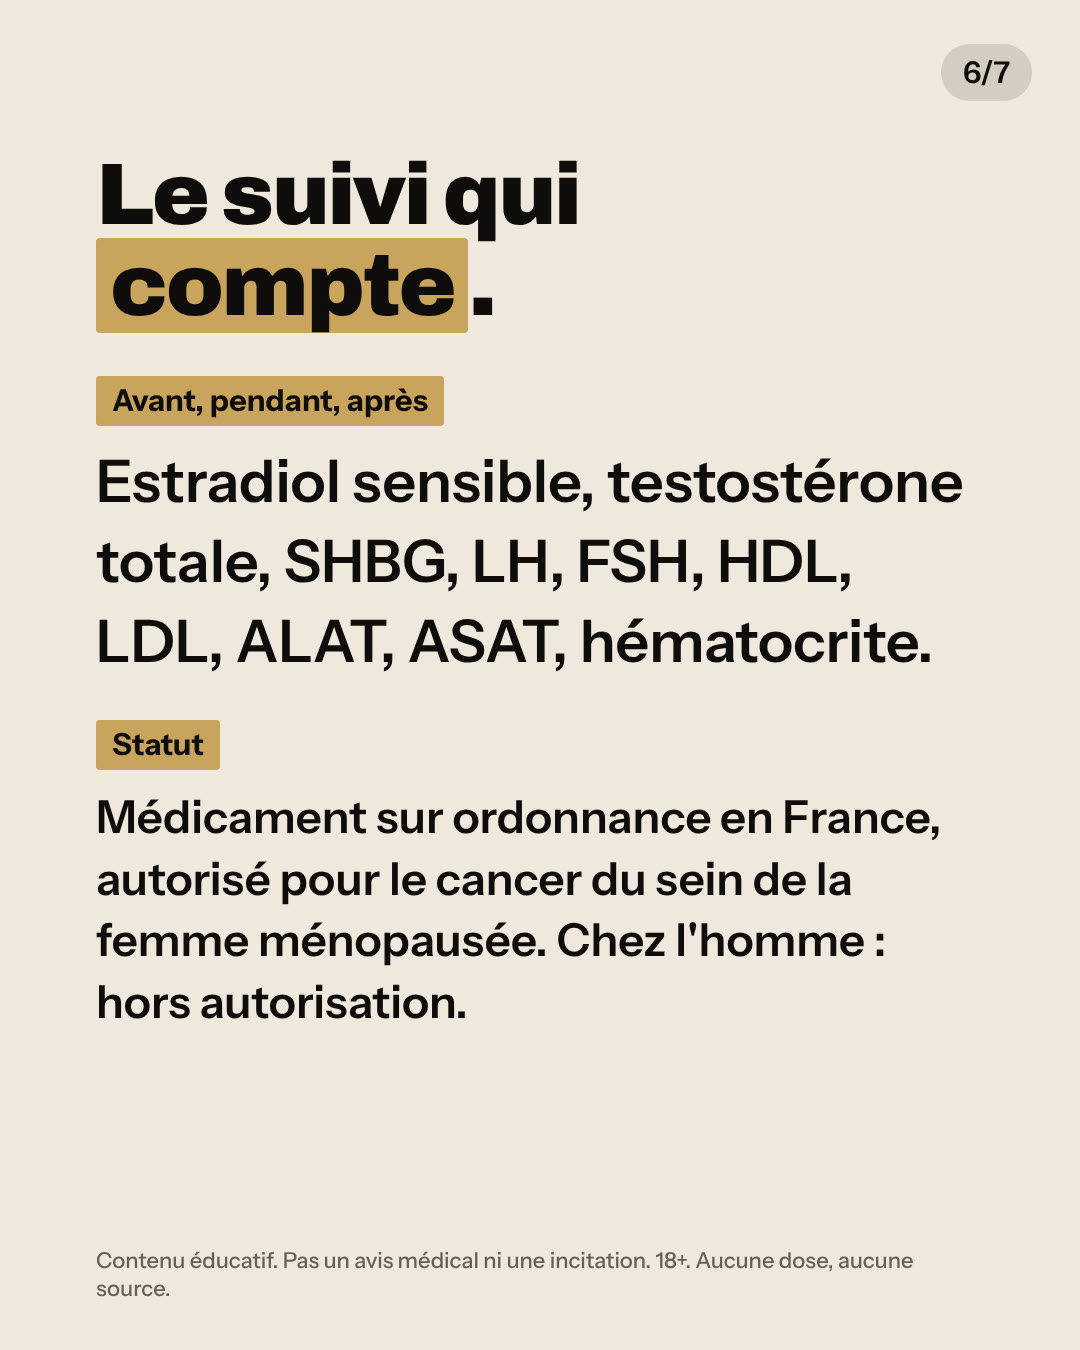 6/7
Le suivi qui
compte.
Avant, pendant, après
Estradiol sensible, testostérone
totale, SHBG, LH, FSH, HDL,
LDL, ALAT, ASAT, hématocrite.
Statut
Médicament sur ordonnance en France,
autorisé pour le cancer du sein de la
femme ménopausée. Chez l'homme :
hors autorisation.
Contenu éducatif. Pas un avis médical ni une incitation. 18+. Aucune dose, aucune
source.